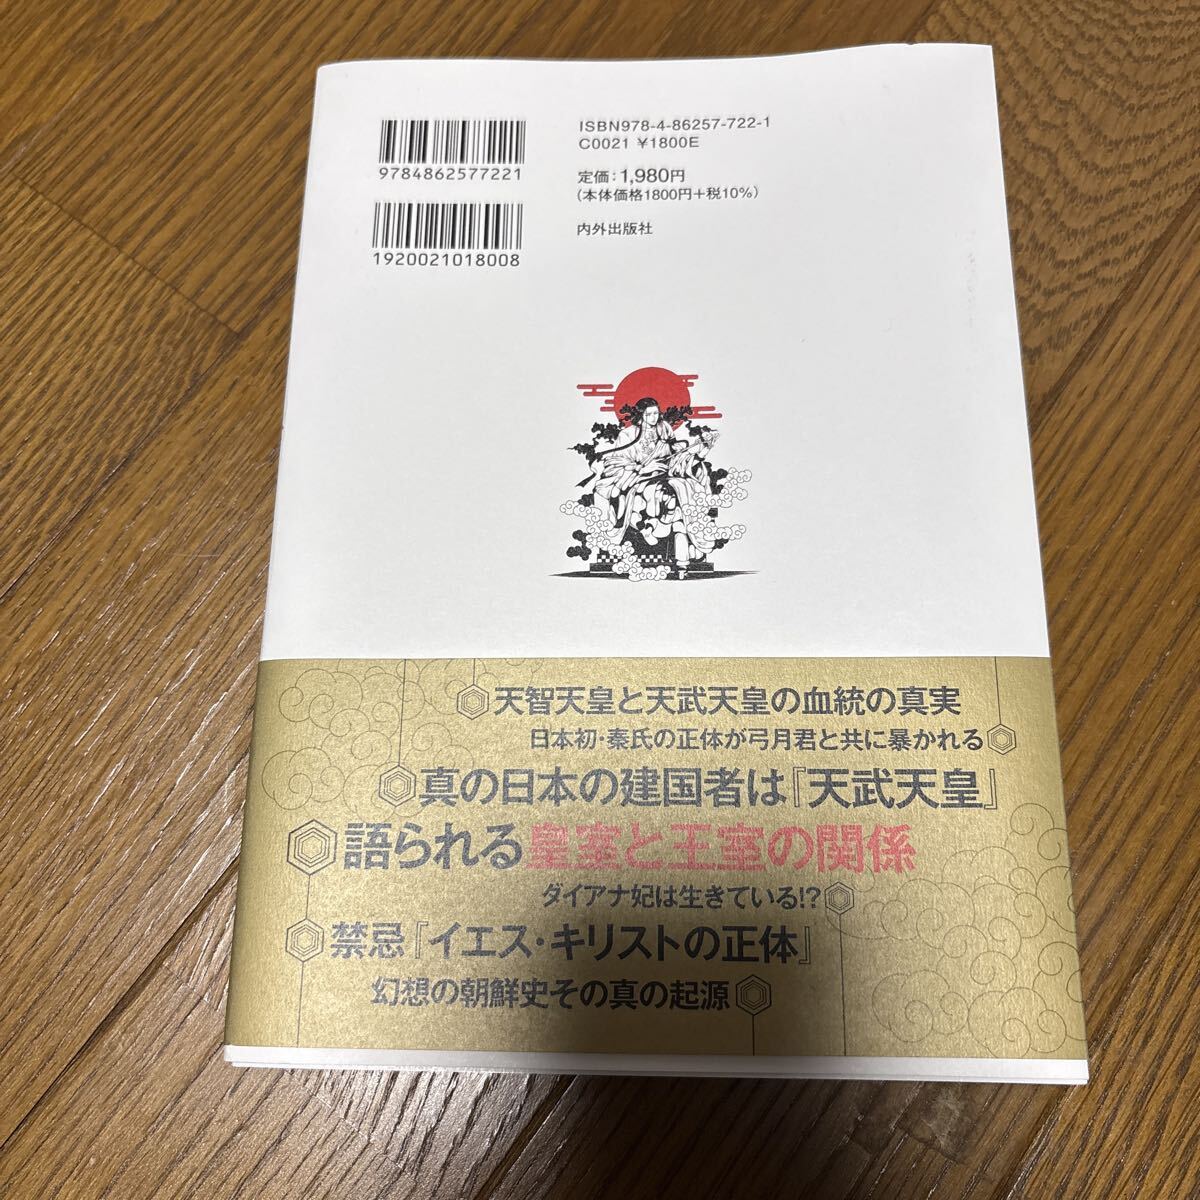 9784862577221
1920021018008
ISBN978-4-86257-722-1
C0021 ¥1800E
定価：1,980円
(本体価格1800円+税10%)
内外出版社
天智天皇と天武天皇の血統の真実
日本初・秦氏の正体が弓月君と共に暴かれる
真の日本の建国者は『天武天皇』
語られる皇室と王室の関係
ダイアナ妃は生きている!?
禁忌『イエス・キリストの正体』
幻想の朝鮮史その真の起源